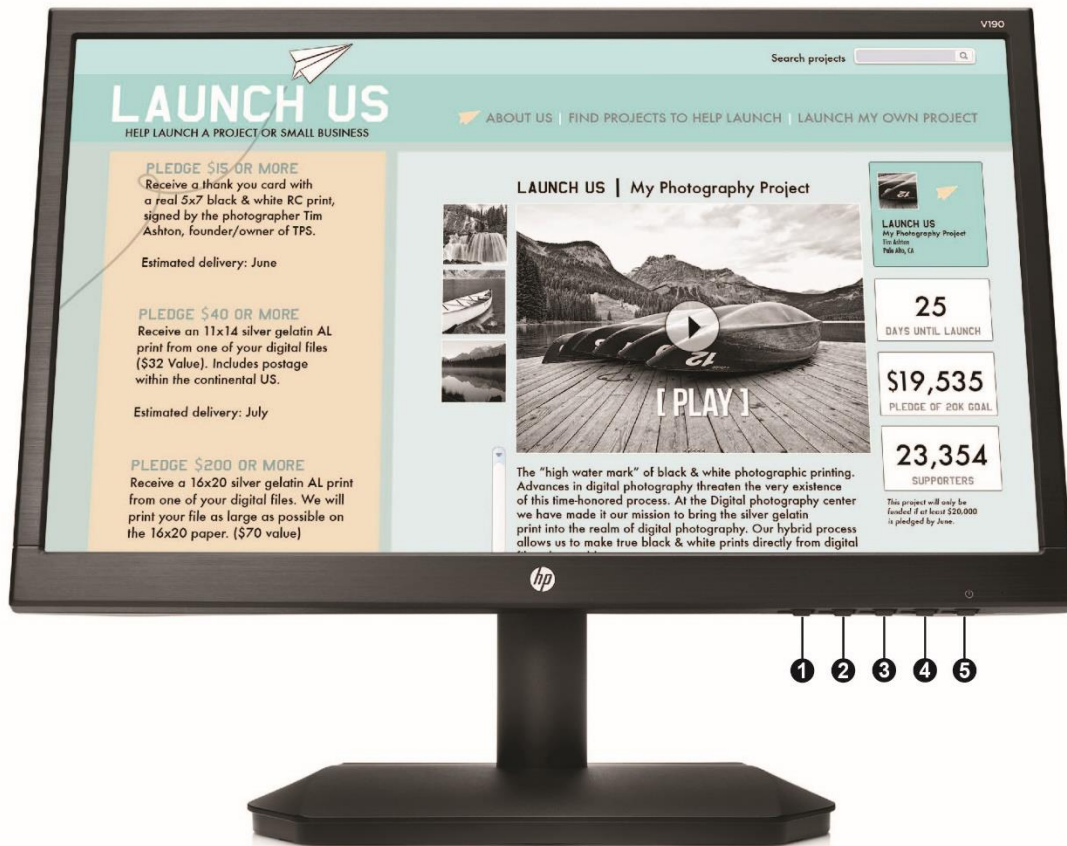 V190
Search projects
LAUNCH US
HELP LAUNCH A PROJECT OR SMALL BUSINESS
ABOUT US | FIND PROJECTS TO HELP LAUNCH | LAUNCH MY OWN PROJECT
PLEDGE $15 OR MORE
Receive a thank you card with
a real 5x7 black & white RC print,
signed by the photographer Tim
Ashton, founder/owner of TPS.
Estimated delivery: June
PLEDGE $40 OR MORE
Receive an 11x14 silver gelatin AL
print from one of your digital files
($32 Value). Includes postage
within the continental US.
Estimated delivery: July
PLEDGE $200 OR MORE
Receive a 16x20 silver gelatin AL print
from one of your digital files. We will
print your file as large as possible on
the 16x20 paper. ($70 value)
LAUNCH US | My Photography Project
12
[ PLAY ]
The “high water mark” of black & white photographic printing.
Advances in digital photography threaten the very existence
of this time-honored process. At the Digital photography center
we have made it our mission to bring the silver gelatin
print into the realm of digital photography. Our hybrid process
allows us to make true black & white prints directly from digital
LAUNCH US
My Photography Project
Tim Ashton
Palo Alto, CA
25
DAYS UNTIL LAUNCH
$19,535
PLEDGE OF 20K GOAL
23,354
SUPPORTERS
This project will only be
funded if at least $20,000
is pledged by June.
hp
1 2 3 4 5